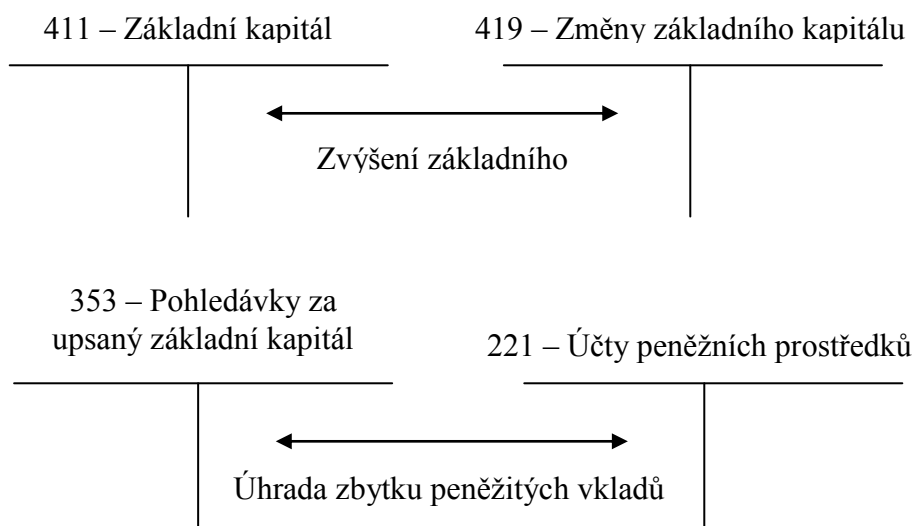 411 – Základní kapitál
419 – Změny základního kapitálu
Zvýšení základního
353 – Pohledávky za
upsaný základní kapitál
221 – Účty peněžních prostředků
Úhrada zbytku peněžitých vkladů